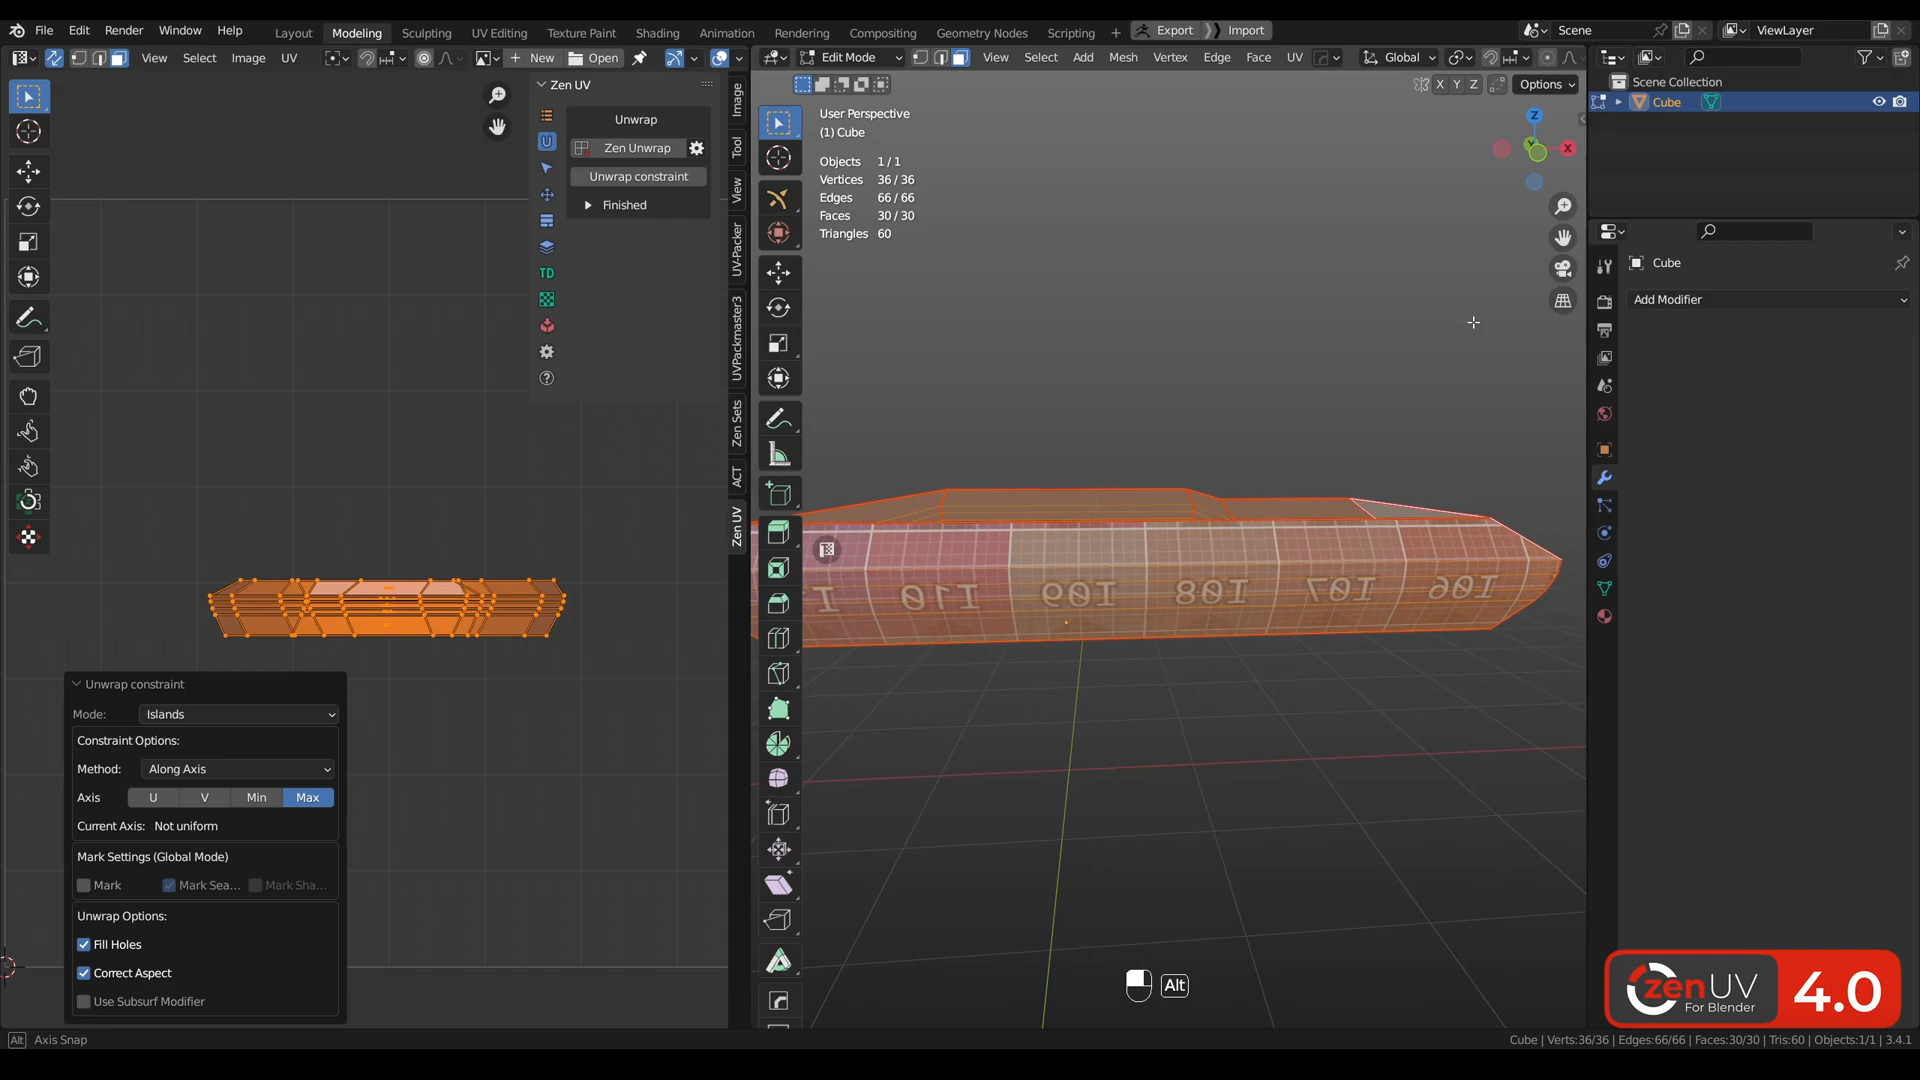 File Edit Render Window Help Layout Modeling Sculpting UV Editing Texture Paint Shading Animation Rendering Compositing Geometry Nodes Scripting + Export Import Scene ViewLayer
View Select Image UV New Open
Edit Mode View Select Add Mesh Vertex Edge Face UV Global
X Y Z Options
Zen UV
Unwrap
Zen Unwrap
Unwrap constraint
Finished
TD
Image
Tool
View
UV-Packer
UVPackmaster3
Zen Sets
ACT
Zen UV
User Perspective
(1) Cube
Objects 1 / 1
Vertices 36 / 36
Edges 66 / 66
Faces 30 / 30
Triangles 60
Z
Y
X
110 109 108 107 106
Scene Collection
Cube
Cube
Add Modifier
Unwrap constraint
Mode: Islands
Constraint Options:
Method: Along Axis
Axis U V Min Max
Current Axis: Not uniform
Mark Settings (Global Mode)
Mark Mark Sea... Mark Sha...
Unwrap Options:
Fill Holes
Correct Aspect
Use Subsurf Modifier
Alt
zen UV
For Blender
4.0
Alt Axis Snap
Cube | Verts:36/36 | Edges:66/66 | Faces:30/30 | Tris:60 | Objects:1/1 | 3.4.1